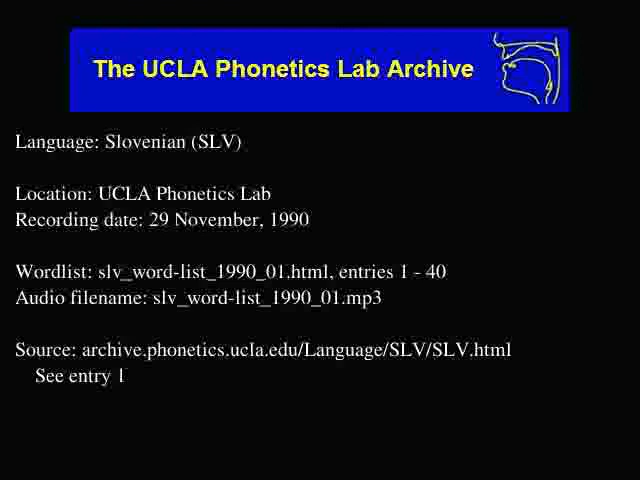 The UCLA Phonetics Lab Archive
Language: Slovenian (SLV)
Location: UCLA Phonetics Lab
Recording date: 29 November, 1990
Wordlist: slv_word-list_1990_01.html, entries 1 - 40
Audio filename: slv_word-list_1990_01.mp3
Source: archive.phonetics.ucla.edu/Language/SLV/SLV.html
See entry 1